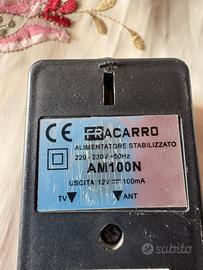 CE FRACARRO
ALIMENTATORE STABILIZZATO
220 - 230V ~ 50Hz
AM100N
USCITA 12V ⎓ 100mA
TV ANT
subito